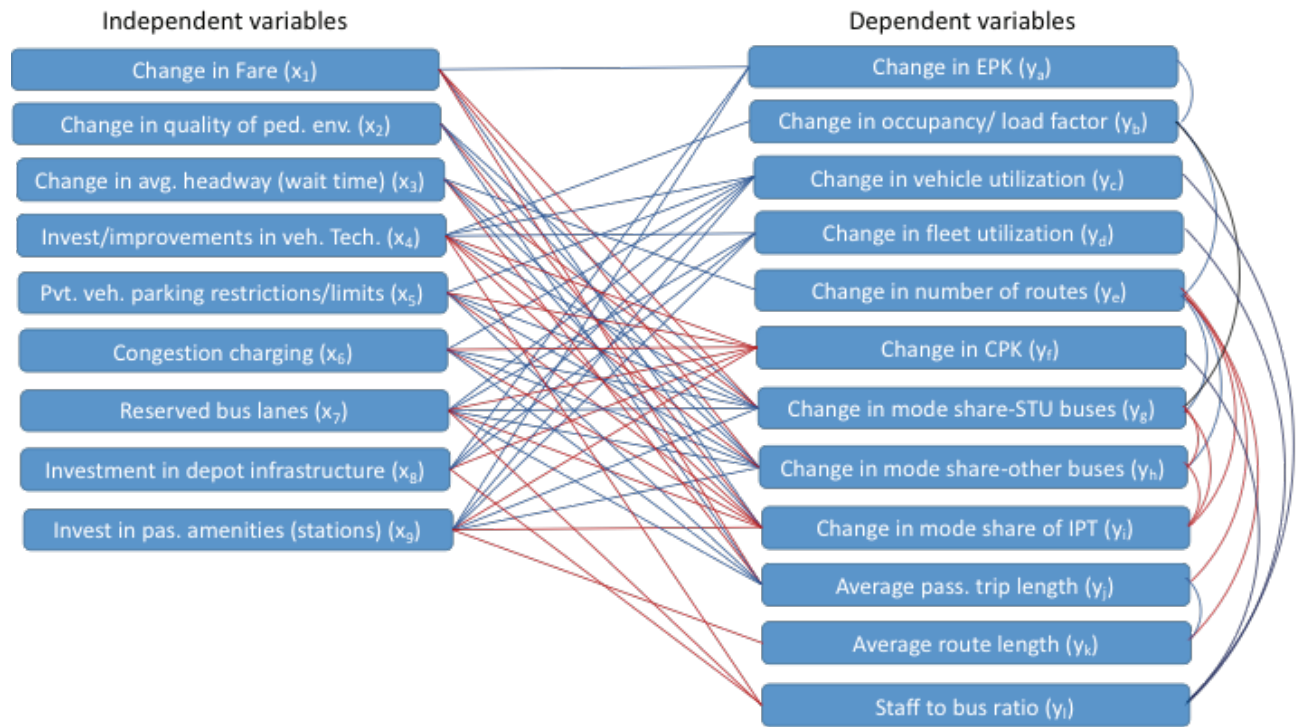 Independent variables
Change in Fare (x₁)
Change in quality of ped. env. (x₂)
Change in avg. headway (wait time) (x₃)
Invest/improvements in veh. Tech. (x₄)
Pvt. veh. parking restrictions/limits (x₅)
Congestion charging (x₆)
Reserved bus lanes (x₇)
Investment in depot infrastructure (x₈)
Invest in pas. amenities (stations) (x₉)
Dependent variables
Change in EPK (yₐ)
Change in occupancy/ load factor (y_b)
Change in vehicle utilization (y_c)
Change in fleet utilization (y_d)
Change in number of routes (yₑ)
Change in CPK (y_f)
Change in mode share-STU buses (y_g)
Change in mode share-other buses (yₕ)
Change in mode share of IPT (yᵢ)
Average pass. trip length (yⱼ)
Average route length (yₖ)
Staff to bus ratio (yₗ)